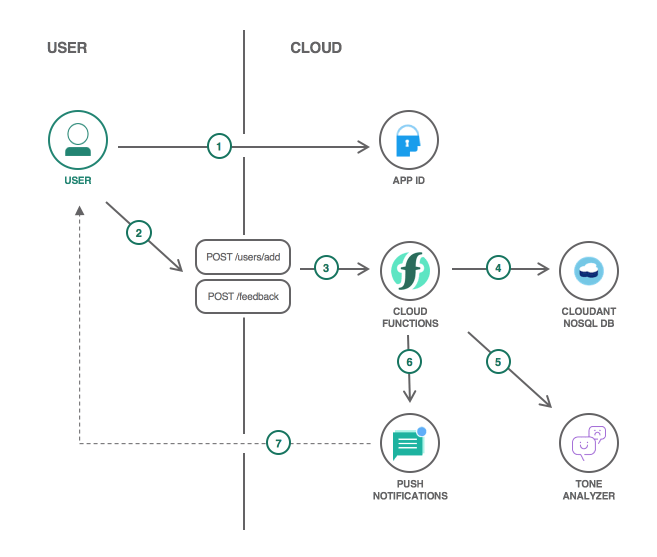 USER
CLOUD
1
USER
APP ID
2
POST /users/add
3
4
POST /feedback
CLOUD
FUNCTIONS
CLOUDANT
NOSQL DB
6
5
7
PUSH
NOTIFICATIONS
TONE
ANALYZER